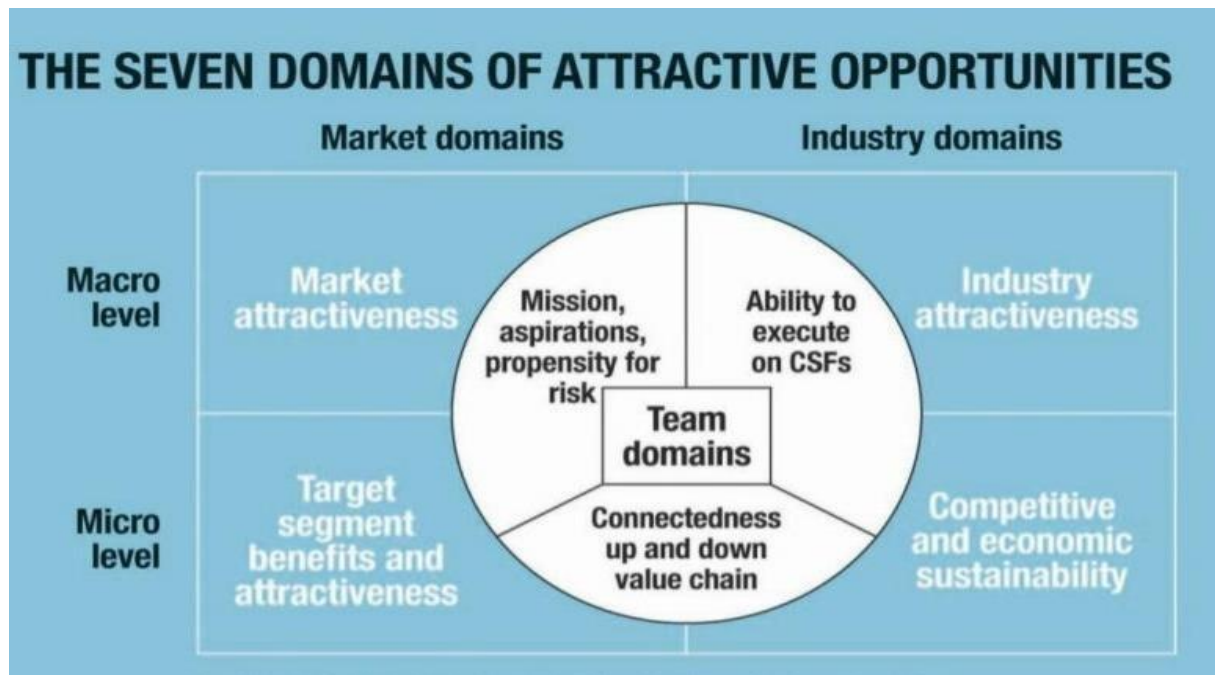 THE SEVEN DOMAINS OF ATTRACTIVE OPPORTUNITIES
Market domains
Industry domains
Macro
level
Market
attractiveness
Mission,
aspirations,
propensity for
risk
Ability to
execute
on CSFs
Industry
attractiveness
Team
domains
Micro
level
Target
segment
benefits and
attractiveness
Connectedness
up and down
value chain
Competitive
and economic
sustainability